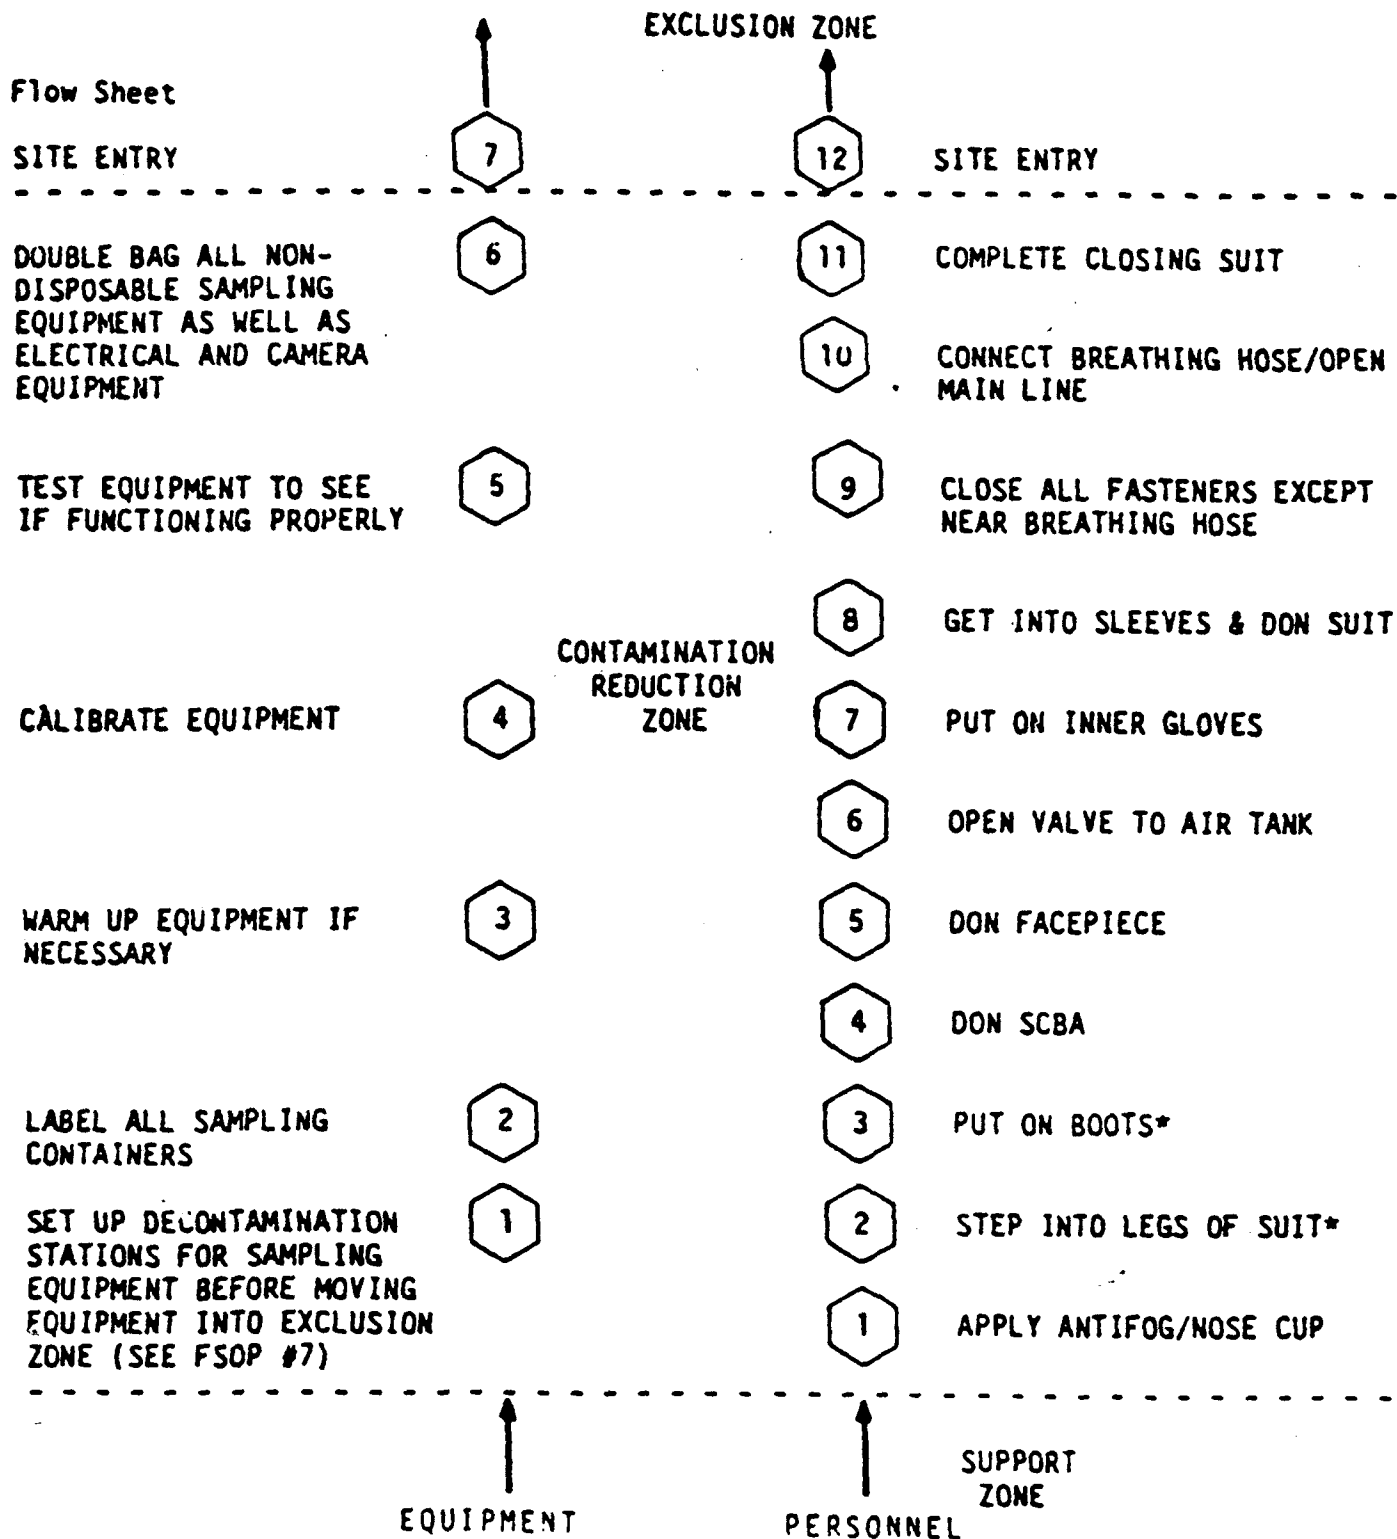 EXCLUSION ZONE
Flow Sheet
SITE ENTRY
7
12
SITE ENTRY
DOUBLE BAG ALL NON-
DISPOSABLE SAMPLING
EQUIPMENT AS WELL AS
ELECTRICAL AND CAMERA
EQUIPMENT
6
11
COMPLETE CLOSING SUIT
10
CONNECT BREATHING HOSE/OPEN
MAIN LINE
TEST EQUIPMENT TO SEE
IF FUNCTIONING PROPERLY
5
9
CLOSE ALL FASTENERS EXCEPT
NEAR BREATHING HOSE
8
GET INTO SLEEVES & DON SUIT
CONTAMINATION
REDUCTION
ZONE
CALIBRATE EQUIPMENT
4
7
PUT ON INNER GLOVES
6
OPEN VALVE TO AIR TANK
WARM UP EQUIPMENT IF
NECESSARY
3
5
DON FACEPIECE
4
DON SCBA
LABEL ALL SAMPLING
CONTAINERS
2
3
PUT ON BOOTS*
SET UP DECONTAMINATION
STATIONS FOR SAMPLING
EQUIPMENT BEFORE MOVING
EQUIPMENT INTO EXCLUSION
ZONE (SEE FSOP #7)
1
2
STEP INTO LEGS OF SUIT*
1
APPLY ANTIFOG/NOSE CUP
SUPPORT
ZONE
EQUIPMENT
PERSONNEL